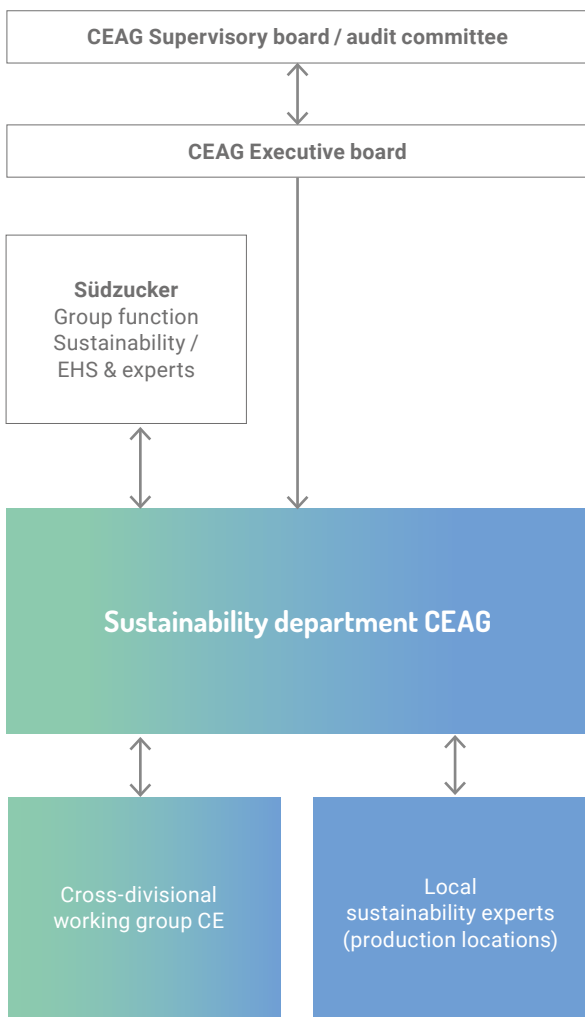 CEAG Supervisory board / audit committee
CEAG Executive board
Südzucker
Group function
Sustainability /
EHS & experts
Sustainability department CEAG
Cross-divisional
working group CE
Local
sustainability experts
(production locations)